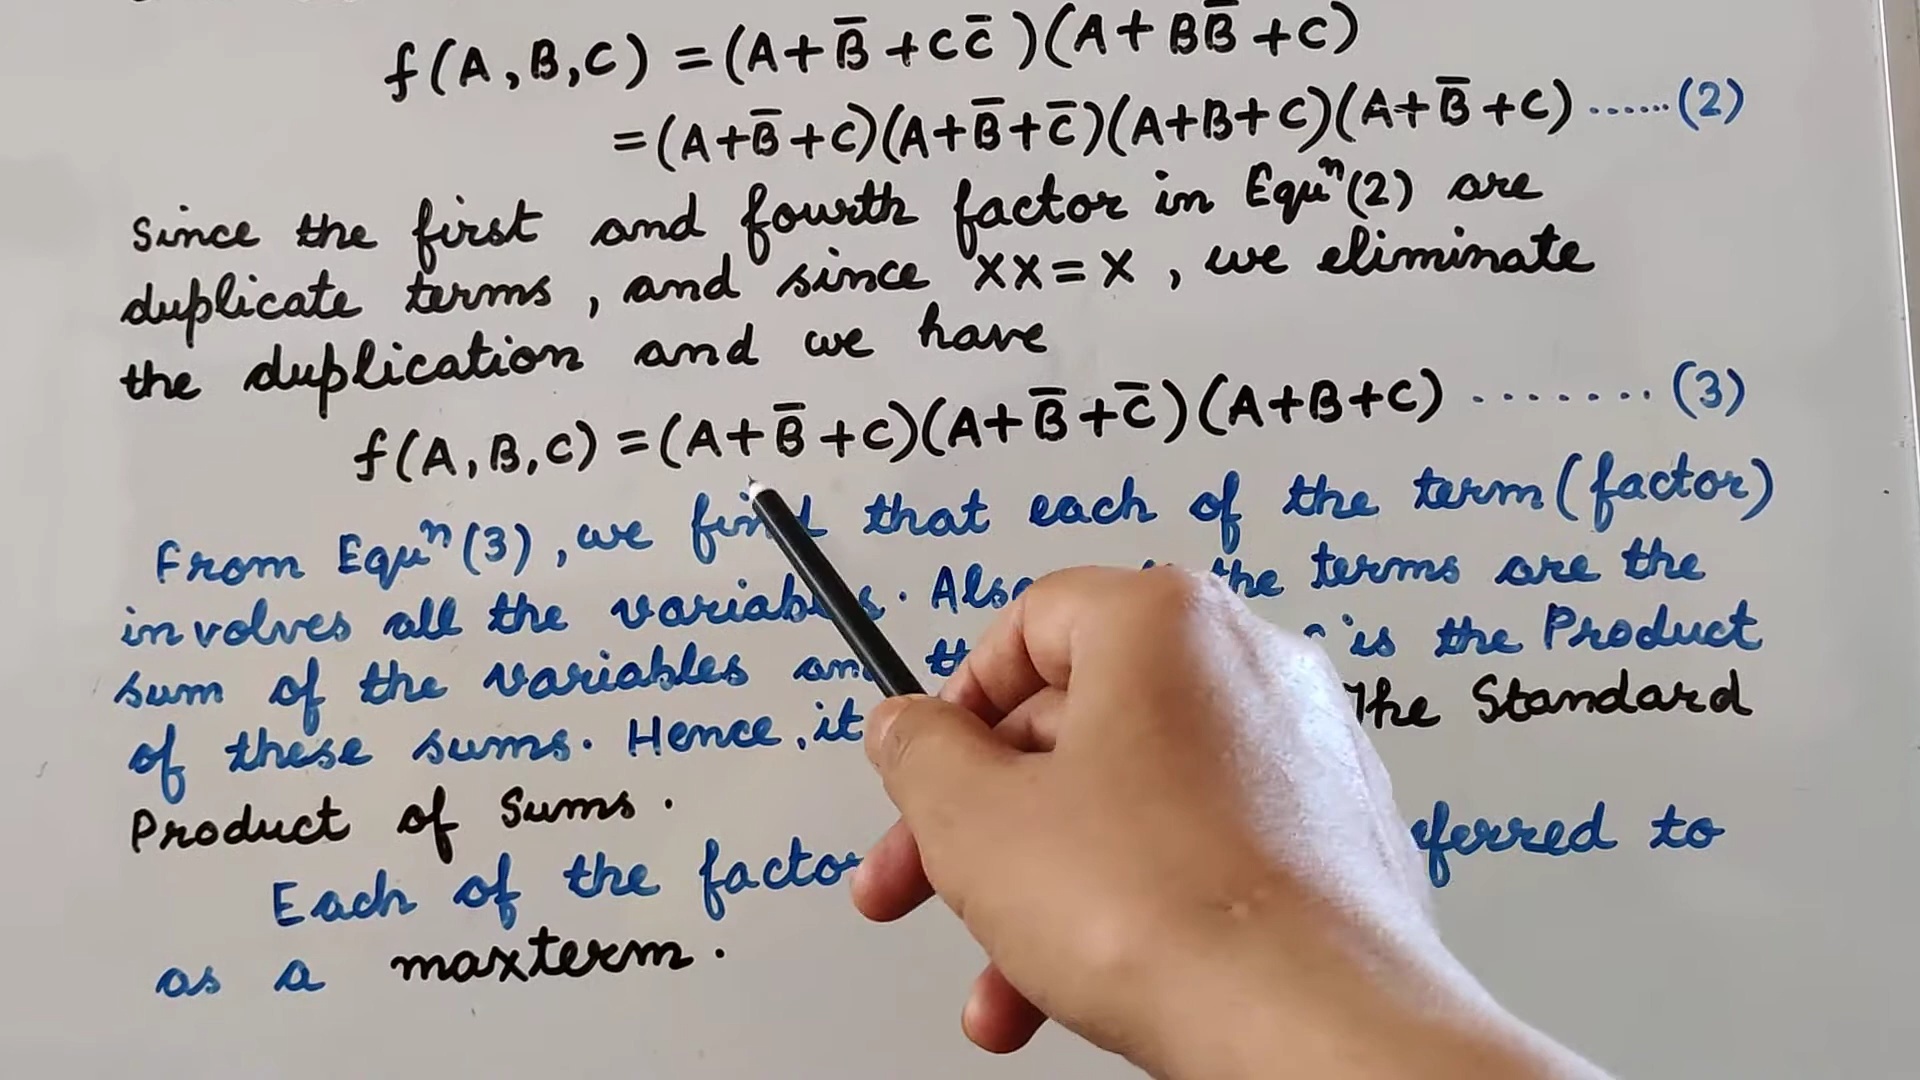 f(A,B,C) = (A+B̅+CC̅)(A+BB̅+C)
=(A+B̅+C)(A+B̅+C̅)(A+B+C)(A+B̅+C) ......(2)
Since the first and fourth factor in Equⁿ(2) are
duplicate terms, and since XX=X, we eliminate
the duplication and we have
f(A,B,C) =(A+B̅+C)(A+B̅+C̅)(A+B+C) ........(3)
From Equⁿ(3), we find that each of the term(factor)
involves all the variables. Also the terms are the
sum of the variables is the Product
of these sums. Hence, it The Standard
Product of Sums.
Each of the to
as a maxterm.